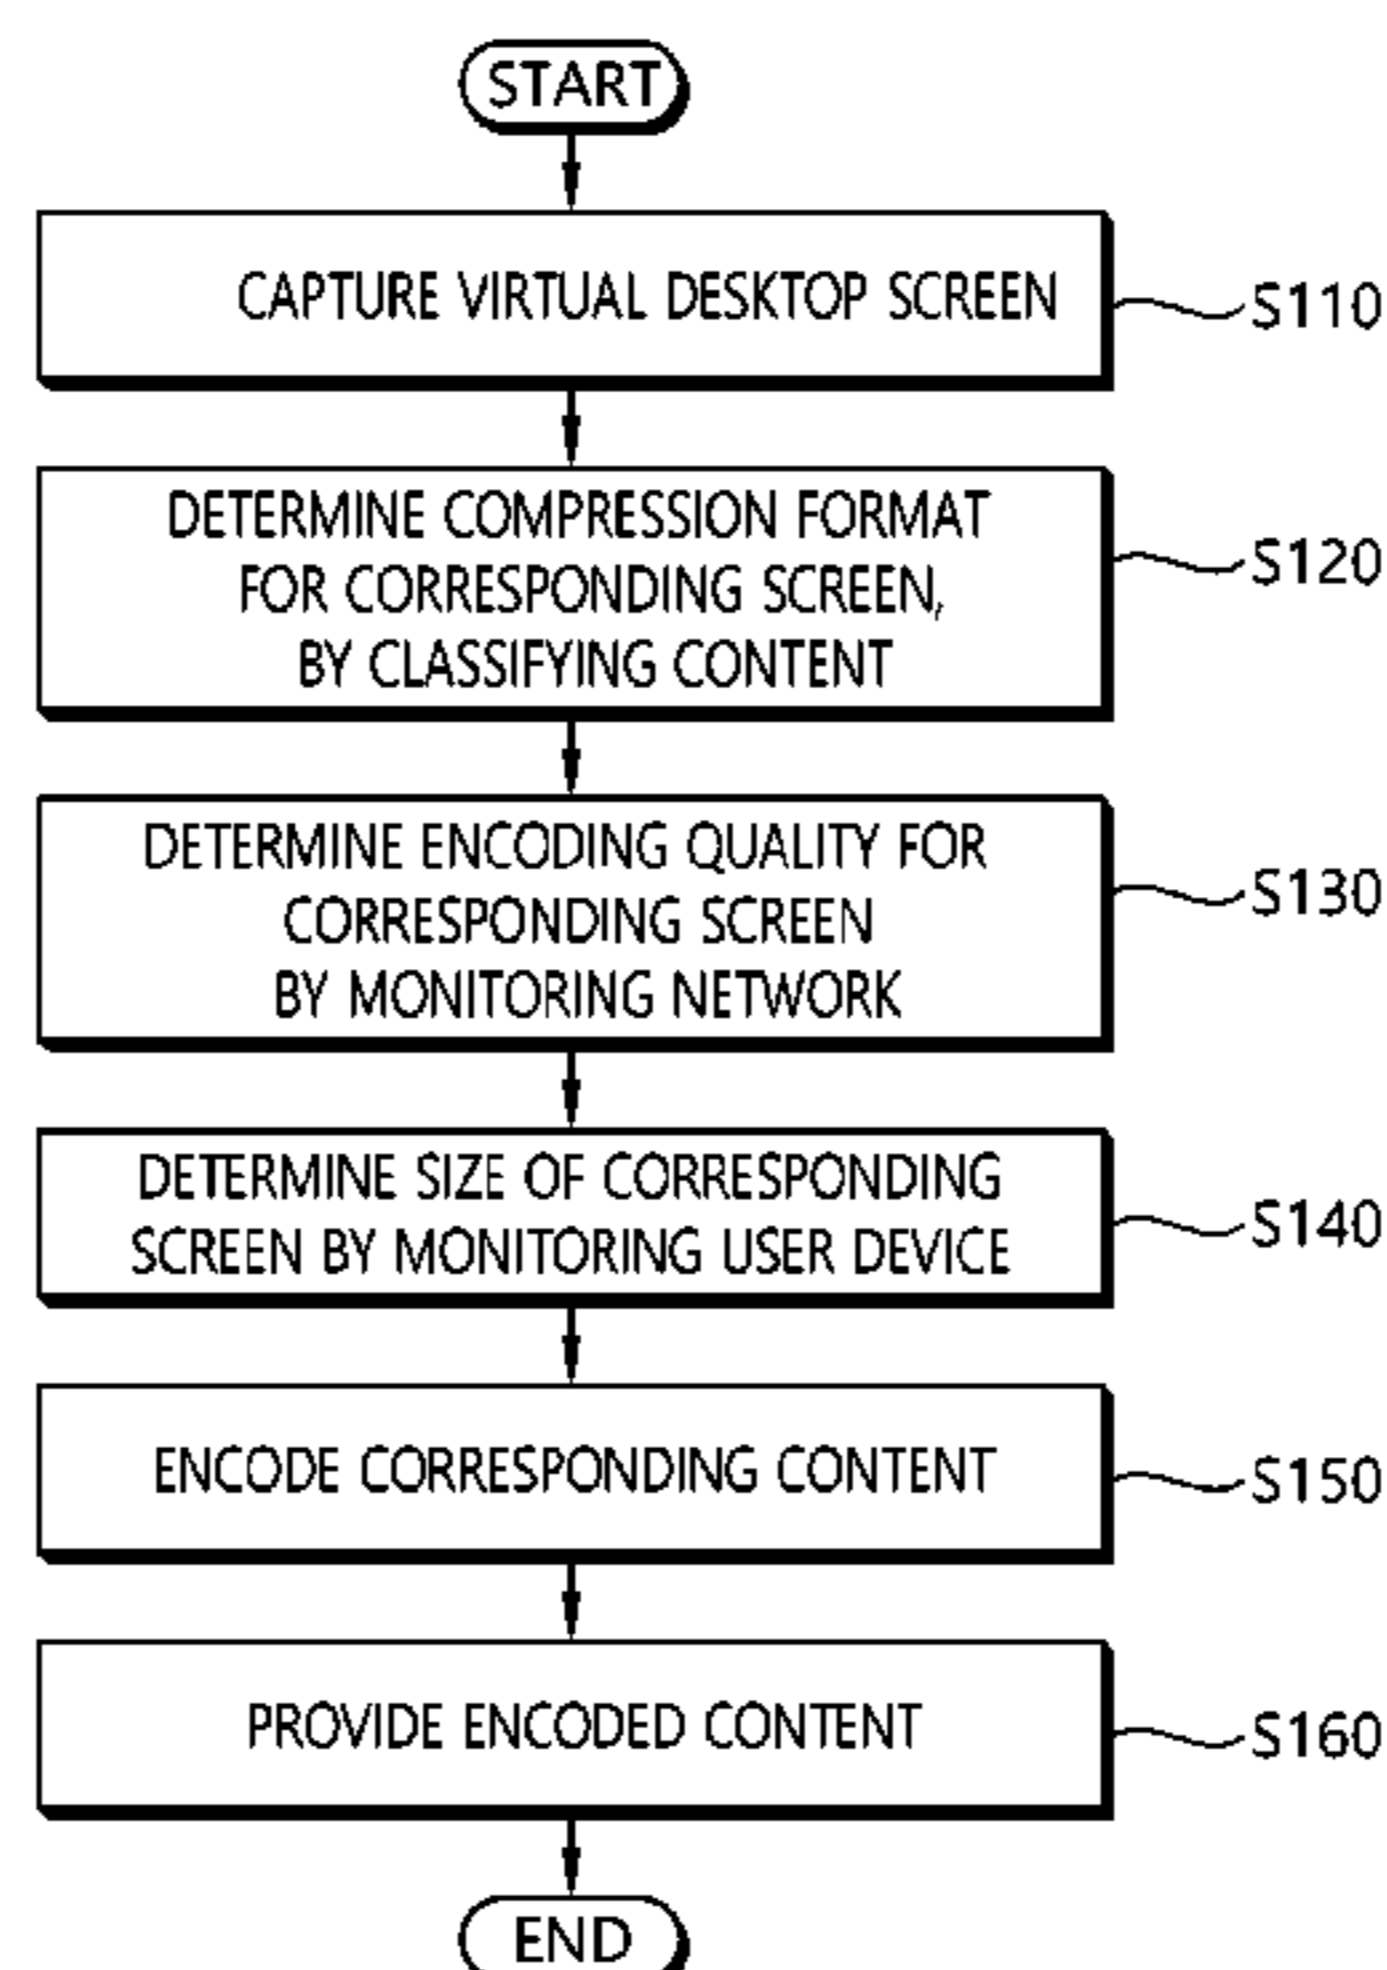 START
CAPTURE VIRTUAL DESKTOP SCREEN
S110
DETERMINE COMPRESSION FORMAT
FOR CORRESPONDING SCREEN,
BY CLASSIFYING CONTENT
S120
DETERMINE ENCODING QUALITY FOR
CORRESPONDING SCREEN
BY MONITORING NETWORK
S130
DETERMINE SIZE OF CORRESPONDING
SCREEN BY MONITORING USER DEVICE
S140
ENCODE CORRESPONDING CONTENT
S150
PROVIDE ENCODED CONTENT
S160
END